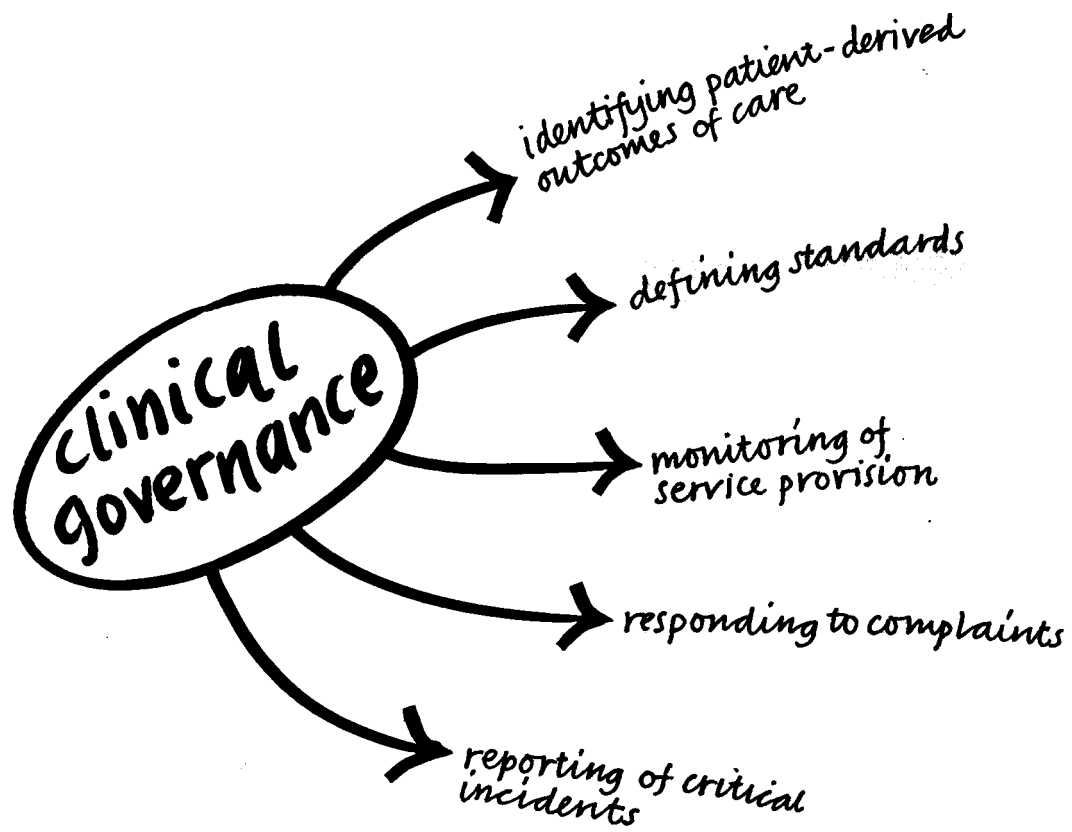 clinical
governance
identifying patient-derived
outcomes of care
defining standards
monitoring of
service provision
responding to complaints
reporting of critical
incidents